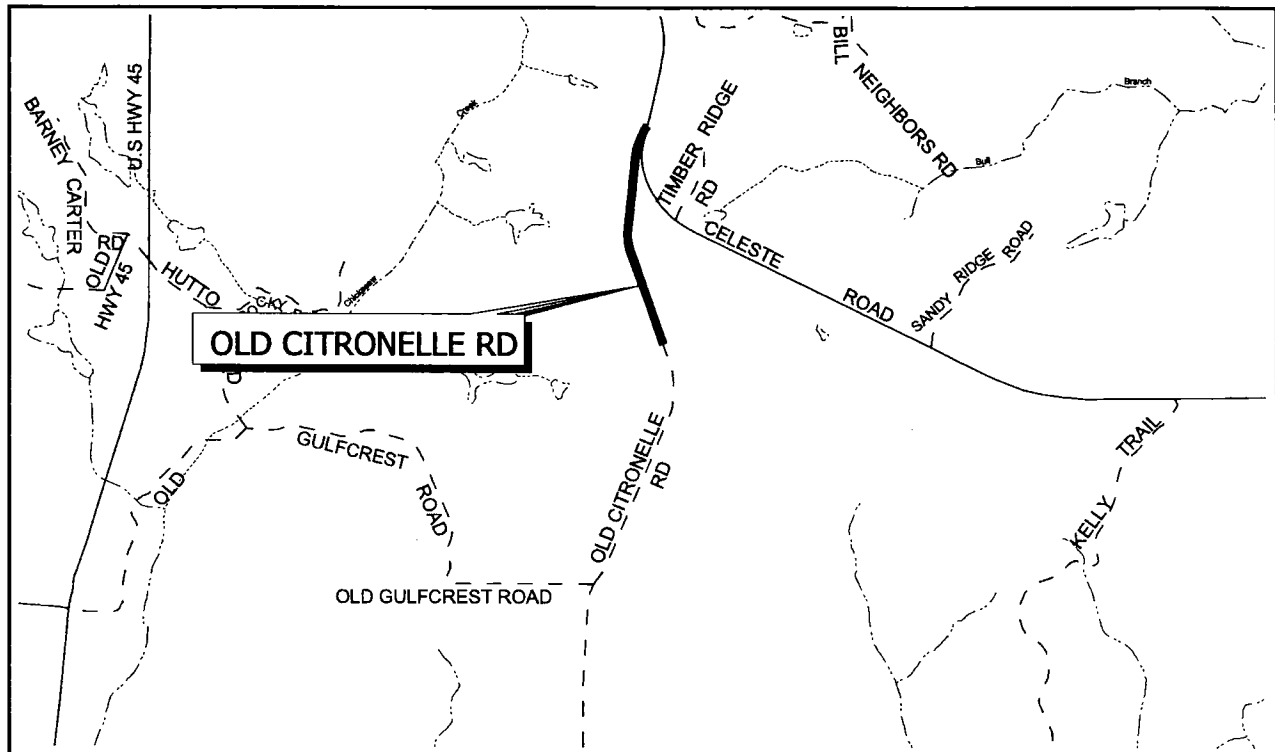 BILL
NEIGHBORS RD
Branch
Bull
U.S HWY 45
Creek
TIMBER RIDGE
RD
BARNEY
CARTER
RD
OLD
HWY 45
HUTTO
CELESTE
ROAD
SANDY
RIDGE ROAD
OLD CITRONELLE RD
GULFCREST
ROAD
OLD
OLD CITRONELLE
RD
TRAIL
KELLY
OLD GULFCREST ROAD